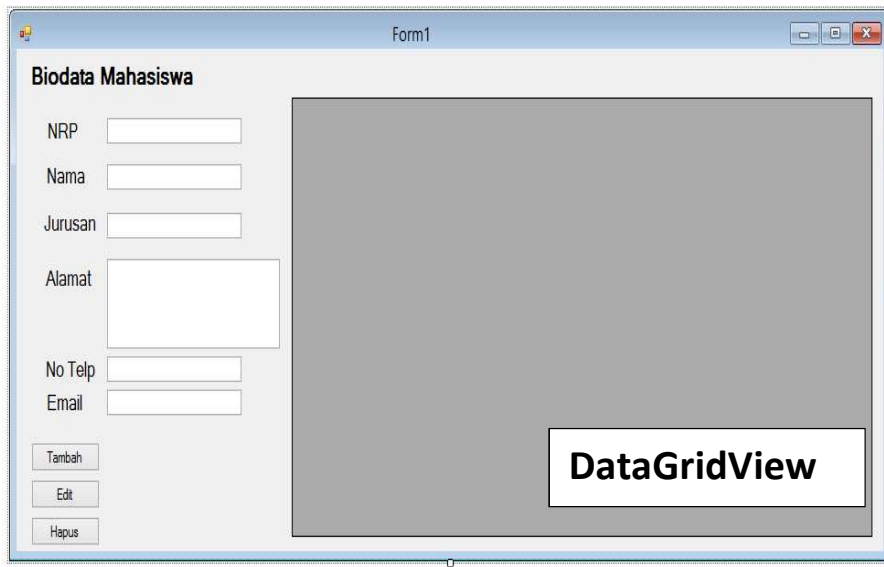 Form1
Biodata Mahasiswa
NRP
Nama
Jurusan
Alamat
No Telp
Email
Tambah
Edit
Hapus
DataGridView